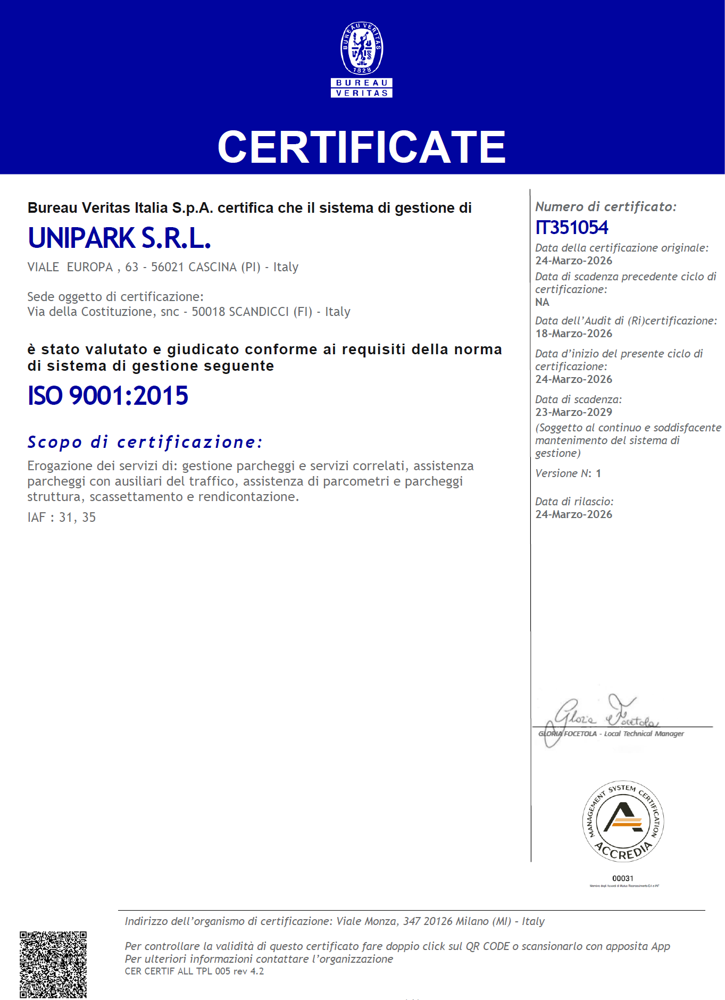 BUREAU VERITAS
1828
BUREAU
VERITAS
CERTIFICATE
Bureau Veritas Italia S.p.A. certifica che il sistema di gestione di
UNIPARK S.R.L.
VIALE EUROPA , 63 - 56021 CASCINA (PI) - Italy
Sede oggetto di certificazione:
Via della Costituzione, snc - 50018 SCANDICCI (FI) - Italy
è stato valutato e giudicato conforme ai requisiti della norma
di sistema di gestione seguente
ISO 9001:2015
Scopo di certificazione:
Erogazione dei servizi di: gestione parcheggi e servizi correlati, assistenza
parcheggi con ausiliari del traffico, assistenza di parcometri e parcheggi
struttura, scassettamento e rendicontazione.
IAF : 31, 35
Numero di certificato:
IT351054
Data della certificazione originale:
24-Marzo-2026
Data di scadenza precedente ciclo di
certificazione:
NA
Data dell’Audit di (Ri)certificazione:
18-Marzo-2026
Data d’inizio del presente ciclo di
certificazione:
24-Marzo-2026
Data di scadenza:
23-Marzo-2029
(Soggetto al continuo e soddisfacente
mantenimento del sistema di
gestione)
Versione N: 1
Data di rilascio:
24-Marzo-2026
Gloria Focetola
GLORIA FOCETOLA - Local Technical Manager
MANAGEMENT SYSTEM CERTIFICATION
ACCREDIA
00031
Membro degli Accordi di Mutuo Riconoscimento EA e IAF
Indirizzo dell’organismo di certificazione: Viale Monza, 347 20126 Milano (MI) – Italy
Per controllare la validità di questo certificato fare doppio click sul QR CODE o scansionarlo con apposita App
Per ulteriori informazioni contattare l’organizzazione
CER CERTIF ALL TPL 005 rev 4.2